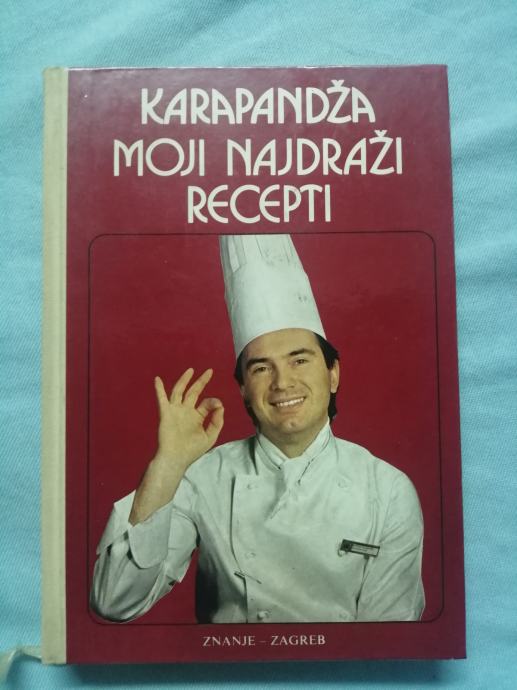 KARAPANDŽA
MOJI NAJDRAŽI
RECEPTI
ZNANJE – ZAGREB